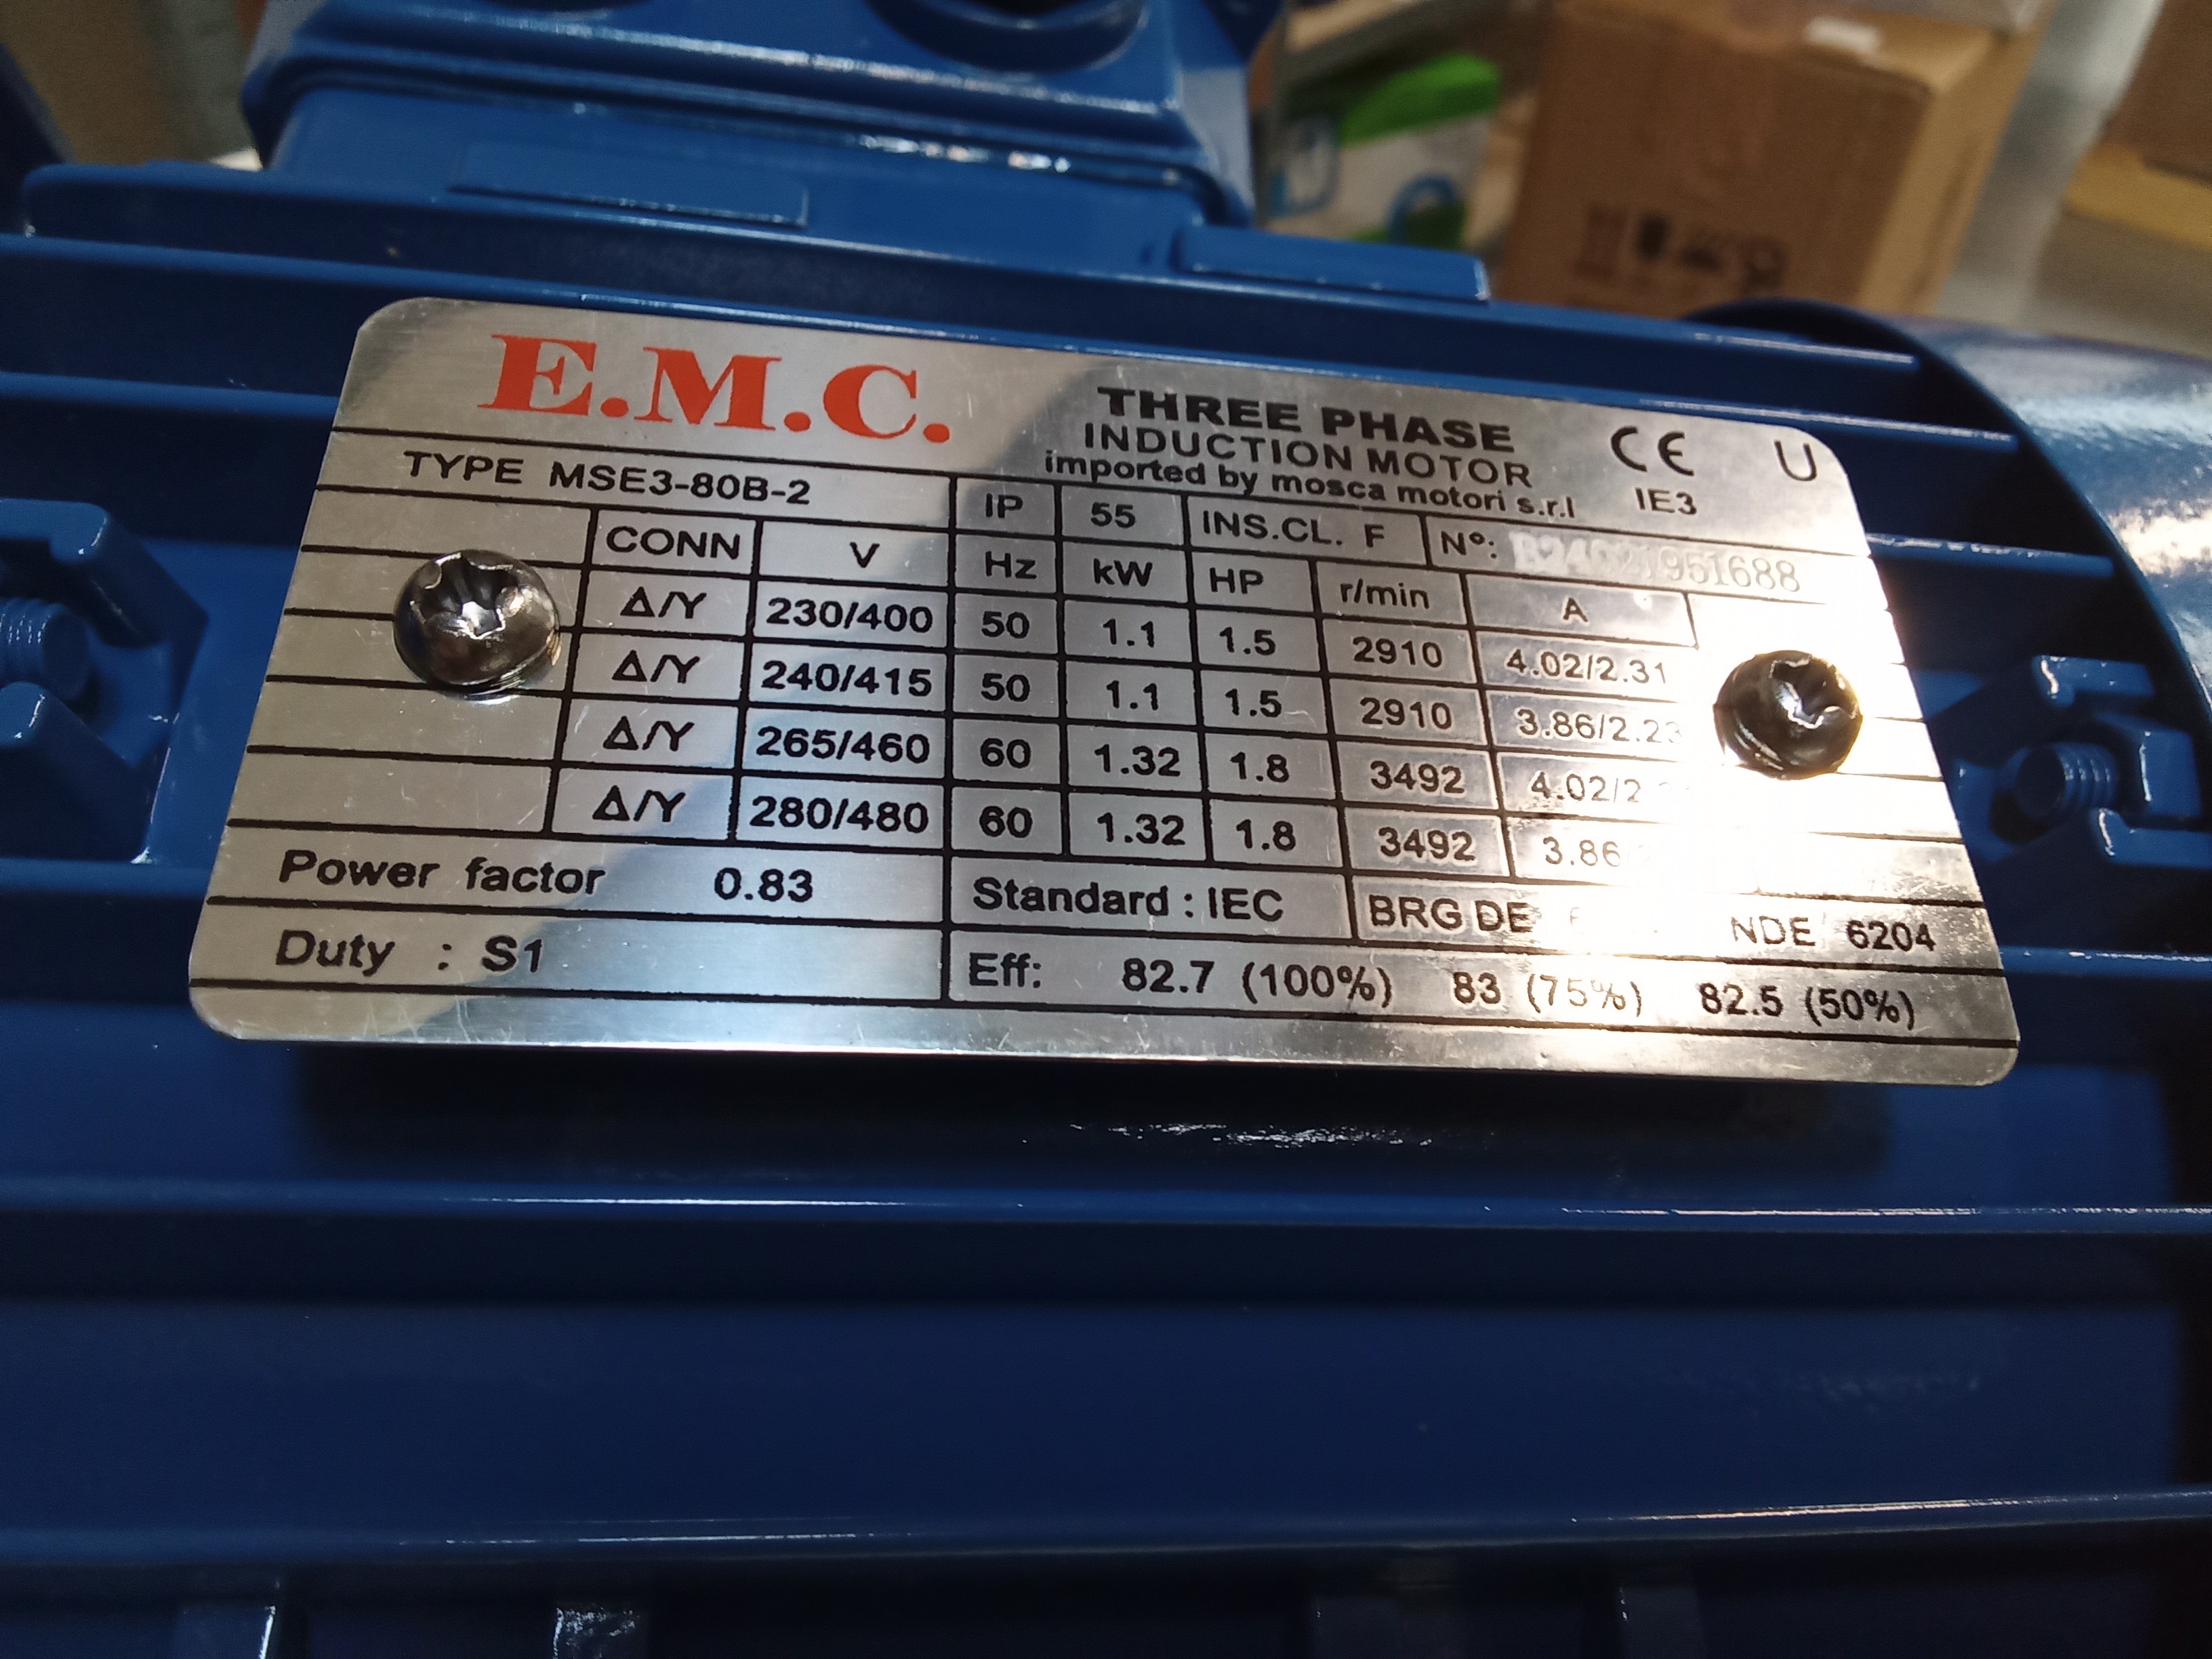 E.M.C.
THREE PHASE
INDUCTION MOTOR
imported by mosca motori s.r.l
CE
IE3
TYPE MSE3-80B-2
IP 55 INS.CL. F Nº:
CONN V Hz kW HP r/min A
Δ/Y 230/400 50 1.1 1.5 2910 4.02/2.31
Δ/Y 240/415 50 1.1 1.5 2910 3.86/2.23
Δ/Y 265/460 60 1.32 1.8 3492
Δ/Y 280/480 60 1.32 1.8 3492
Power factor 0.83 Standard : IEC BRG DE NDE 6204
Duty : S1 Eff: 82.7 (100%) 83 (75%) 82.5 (50%)